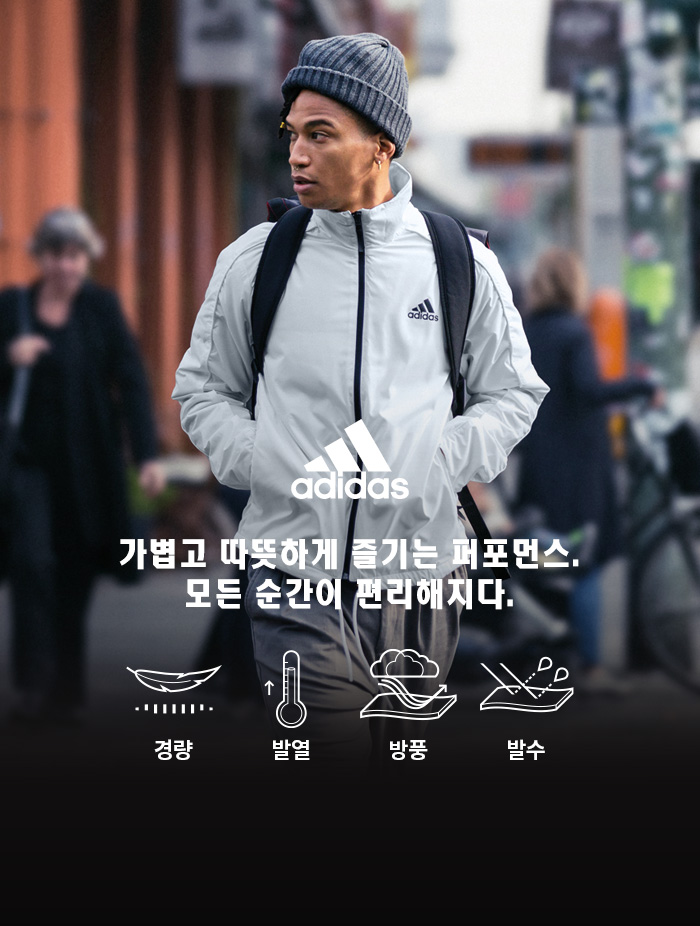 adidas
adidas
가볍고 따뜻하게 즐기는 퍼포먼스.
모든 순간이 편리해지다.
경량
발열
방풍
발수